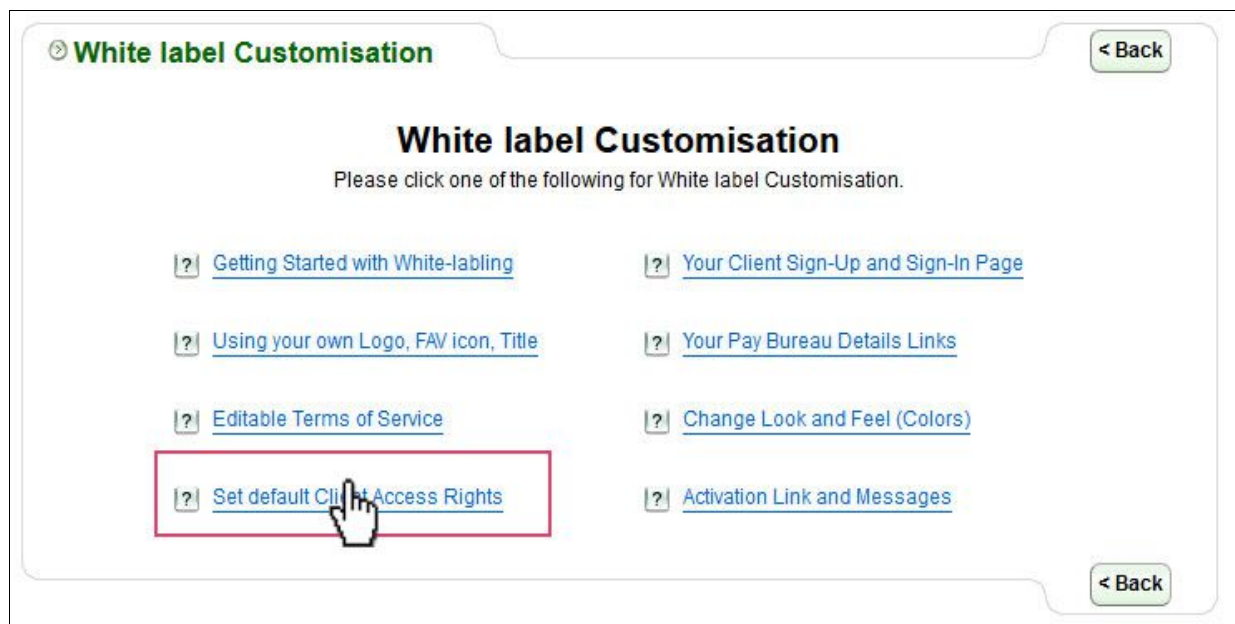 White label Customisation
< Back
White label Customisation
Please click one of the following for White label Customisation.
? Getting Started with White-labling
? Your Client Sign-Up and Sign-In Page
? Using your own Logo, FAV icon, Title
? Your Pay Bureau Details Links
? Editable Terms of Service
? Change Look and Feel (Colors)
? Set default Client Access Rights
? Activation Link and Messages
< Back